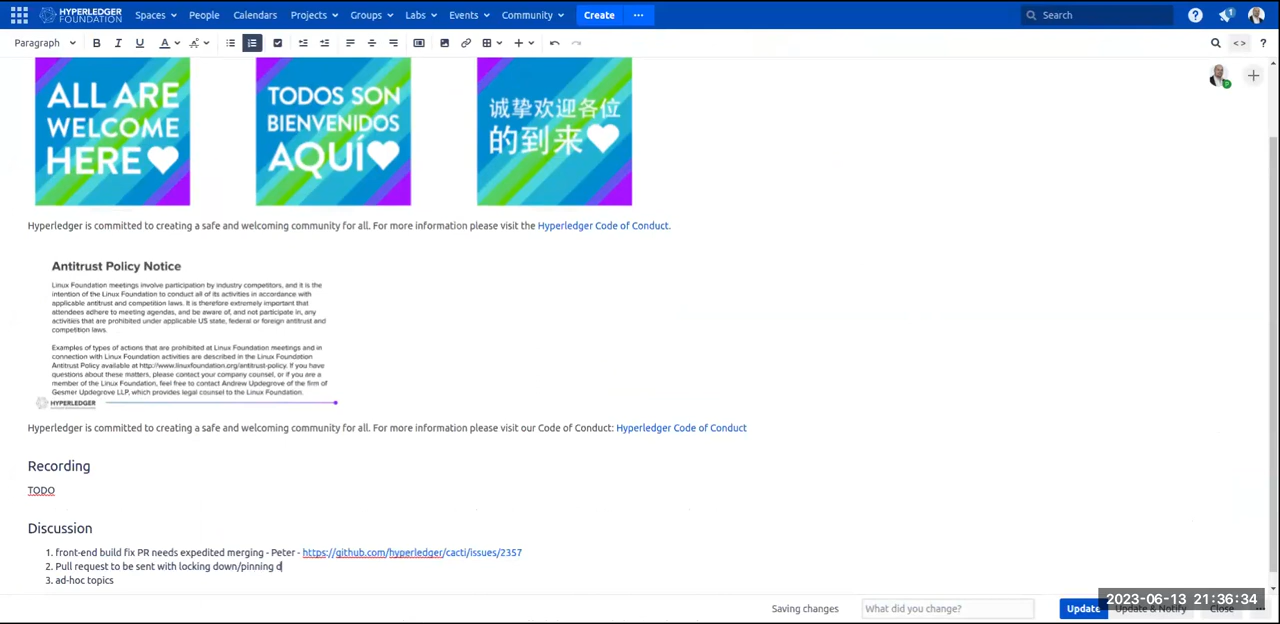 HYPERLEDGER FOUNDATION Spaces People Calendars Projects Groups Labs Events Community Create ··· Search
Paragraph B I U A
ALL ARE
WELCOME
HERE
TODOS SON
BIENVENIDOS
AQUÍ
诚挚欢迎各位
的到来
Hyperledger is committed to creating a safe and welcoming community for all. For more information please visit the Hyperledger Code of Conduct.
Antitrust Policy Notice
Linux Foundation meetings involve participation by industry competitors, and it is the
intention of the Linux Foundation to conduct all of its activities in accordance with
applicable antitrust and competition laws. It is therefore extremely important that
attendees adhere to meeting agendas, and be aware of, and not participate in, any
activities that are prohibited under applicable US state, federal or foreign antitrust and
competition laws.
Examples of types of actions that are prohibited at Linux Foundation meetings and in
connection with Linux Foundation activities are described in the Linux Foundation
Antitrust Policy available at http://www.linuxfoundation.org/antitrust-policy. If you have
questions about these matters, please contact your company counsel, or if you are a
member of the Linux Foundation, feel free to contact Andrew Updegrove of the firm of
Gesmer Updegrove LLP, which provides legal counsel to the Linux Foundation.
HYPERLEDGER
Hyperledger is committed to creating a safe and welcoming community for all. For more information please visit our Code of Conduct: Hyperledger Code of Conduct
Recording
TODO
Discussion
1. front-end build fix PR needs expedited merging - Peter - https://github.com/hyperledger/cacti/issues/2357
2. Pull request to be sent with locking down/pinning d
3. ad-hoc topics
Saving changes What did you change? Update Update & Notify Close ···
2023-06-13 21:36:34